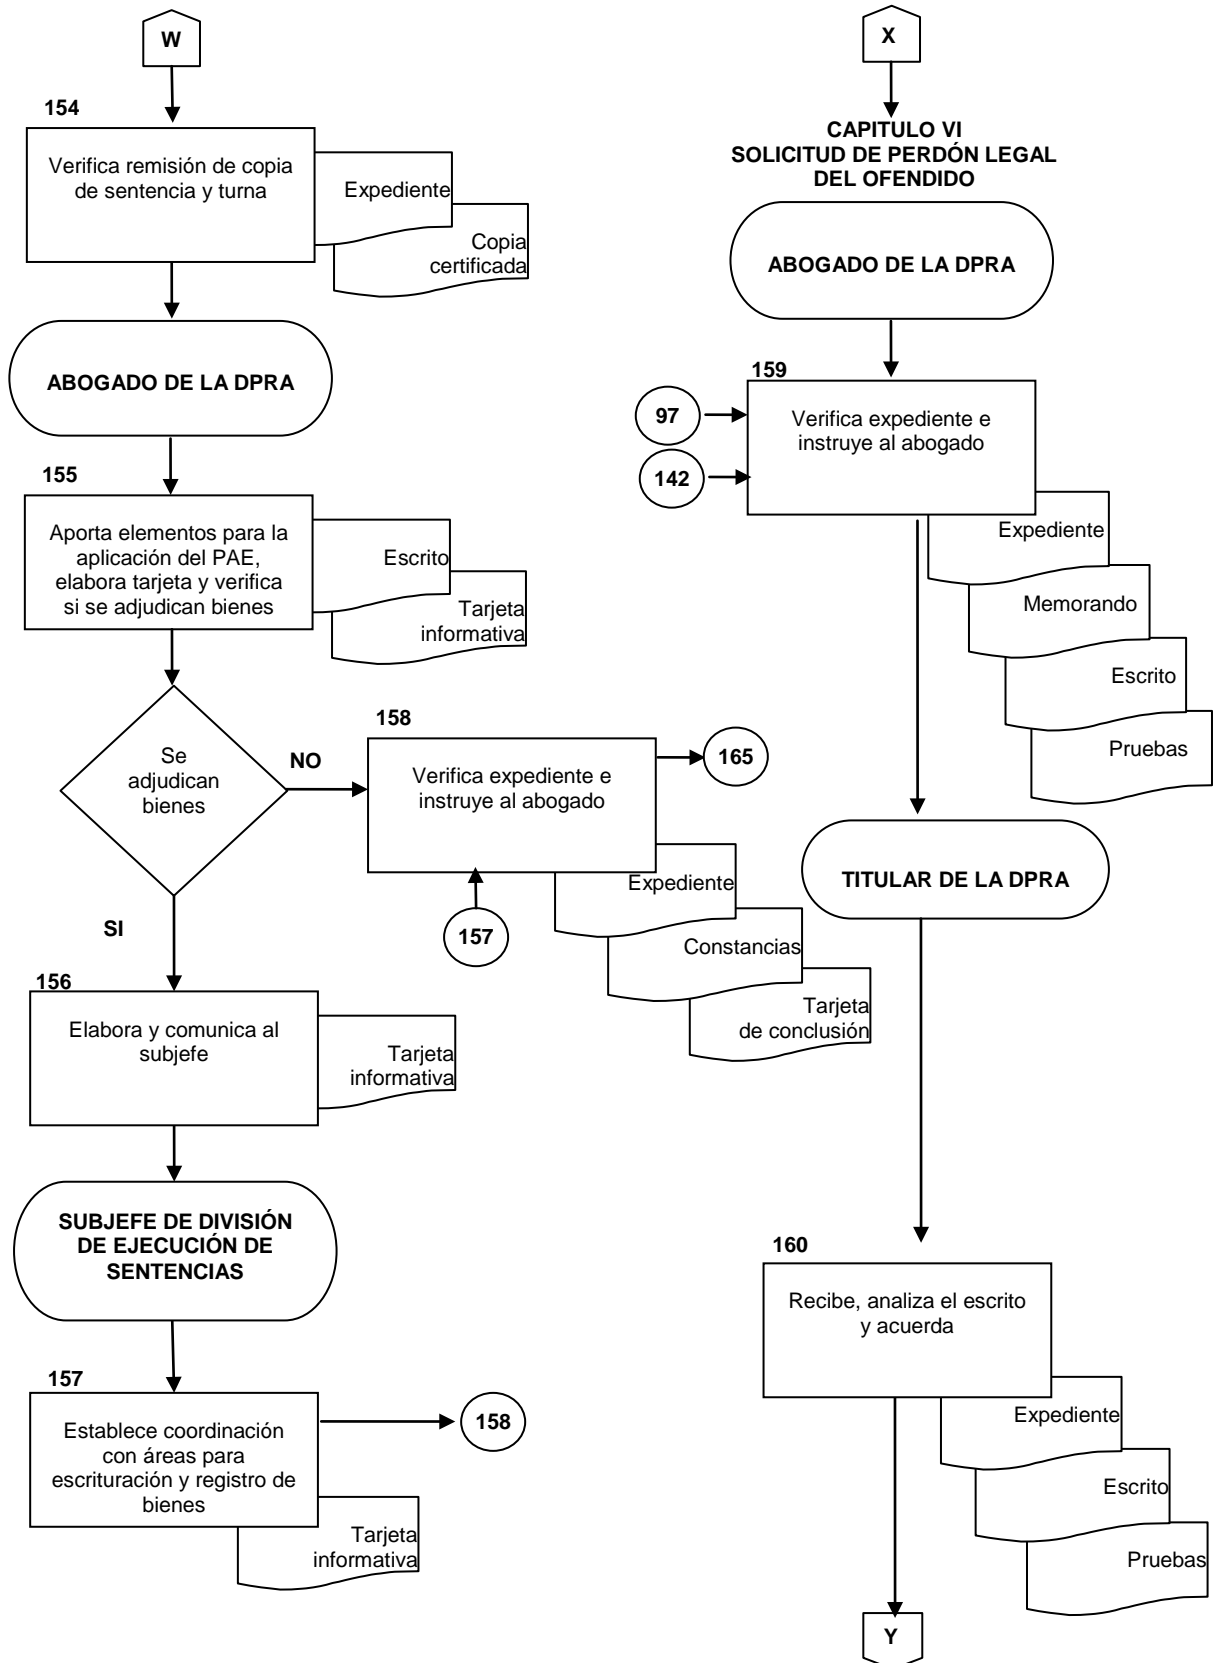 W
154
Verifica remisión de copia
de sentencia y turna
Expediente
Copia
certificada
ABOGADO DE LA DPRA
155
Aporta elementos para la
aplicación del PAE,
elabora tarjeta y verifica
si se adjudican bienes
Escrito
Tarjeta
informativa
Se
adjudican
bienes
NO
SI
158
Verifica expediente e
instruye al abogado
165
157
Expediente
Constancias
Tarjeta
de conclusión
156
Elabora y comunica al
subjefe
Tarjeta
informativa
SUBJEFE DE DIVISIÓN
DE EJECUCIÓN DE
SENTENCIAS
157
Establece coordinación
con áreas para
escrituración y registro de
bienes
158
Tarjeta
informativa
X
CAPITULO VI
SOLICITUD DE PERDÓN LEGAL
DEL OFENDIDO
ABOGADO DE LA DPRA
159
97
142
Verifica expediente e
instruye al abogado
Expediente
Memorando
Escrito
Pruebas
TITULAR DE LA DPRA
160
Recibe, analiza el escrito
y acuerda
Expediente
Escrito
Pruebas
Y